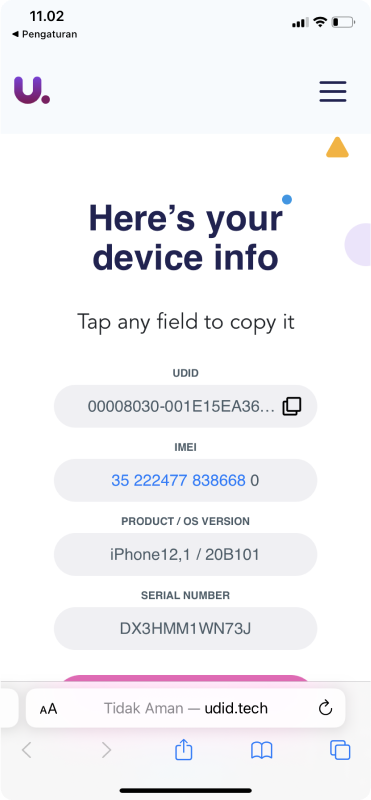 11.02
◀ Pengaturan
U.
Here's your
device info
Tap any field to copy it
UDID
00008030-001E15EA36...
IMEI
35 222477 838668 0
PRODUCT / OS VERSION
iPhone12,1 / 20B101
SERIAL NUMBER
DX3HMM1WN73J
AA Tidak Aman — udid.tech